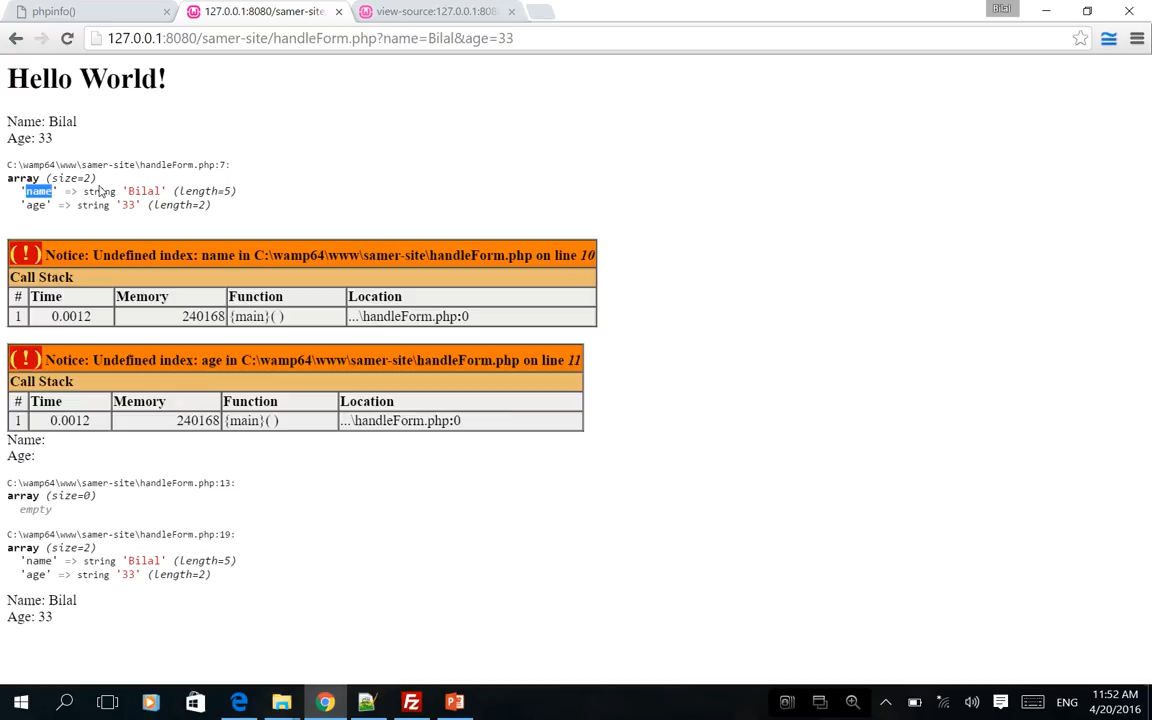 phpinfo()
127.0.0.1:8080/samer-site
view-source:127.0.0.1:808
Bilal
127.0.0.1:8080/samer-site/handleForm.php?name=Bilal&age=33
Hello World!
Name: Bilal
Age: 33
C:\wamp64\www\samer-site\handleForm.php:7:
array (size=2)
'name' => string 'Bilal' (length=5)
'age' => string '33' (length=2)
( ! ) Notice: Undefined index: name in C:\wamp64\www\samer-site\handleForm.php on line 10
Call Stack
# Time Memory Function Location
1 0.0012 240168 {main}( ) ...\handleForm.php:0
( ! ) Notice: Undefined index: age in C:\wamp64\www\samer-site\handleForm.php on line 11
Call Stack
# Time Memory Function Location
1 0.0012 240168 {main}( ) ...\handleForm.php:0
Name:
Age:
C:\wamp64\www\samer-site\handleForm.php:13:
array (size=0)
empty
C:\wamp64\www\samer-site\handleForm.php:19:
array (size=2)
'name' => string 'Bilal' (length=5)
'age' => string '33' (length=2)
Name: Bilal
Age: 33
ENG
11:52 AM
4/20/2016